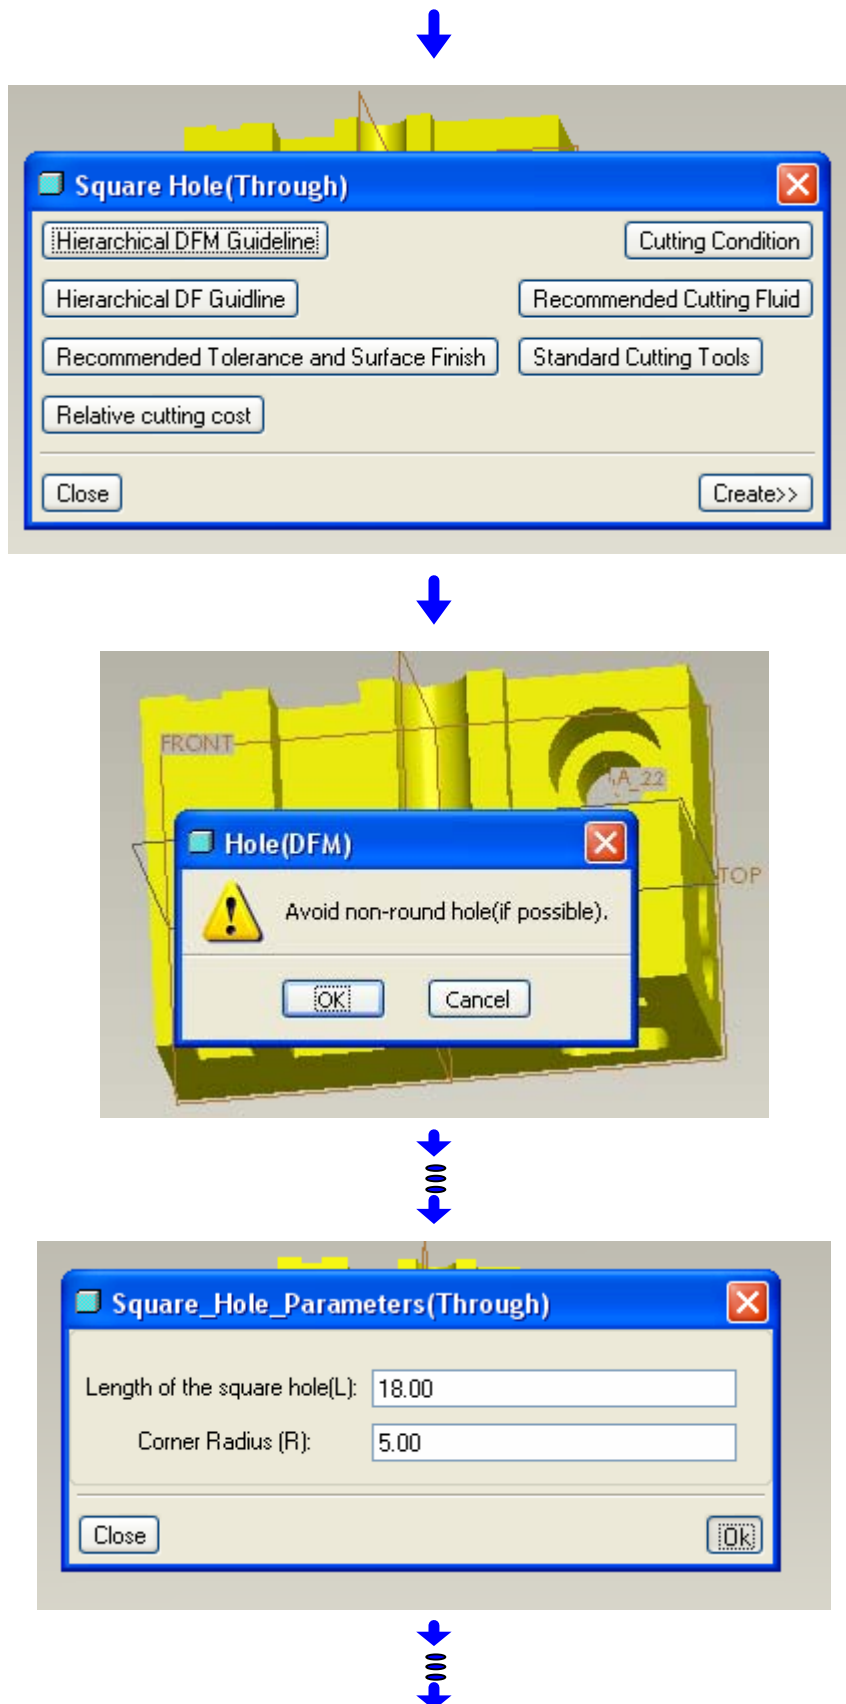 Square Hole(Through)
Hierarchical DFM Guideline
Cutting Condition
Hierarchical DF Guidline
Recommended Cutting Fluid
Recommended Tolerance and Surface Finish
Standard Cutting Tools
Relative cutting cost
Close
Create>>
FRONT
A_22
TOP
Hole(DFM)
Avoid non-round hole(if possible).
OK
Cancel
Square_Hole_Parameters(Through)
Length of the square hole(L):
18.00
Corner Radius (R):
5.00
Close
Ok